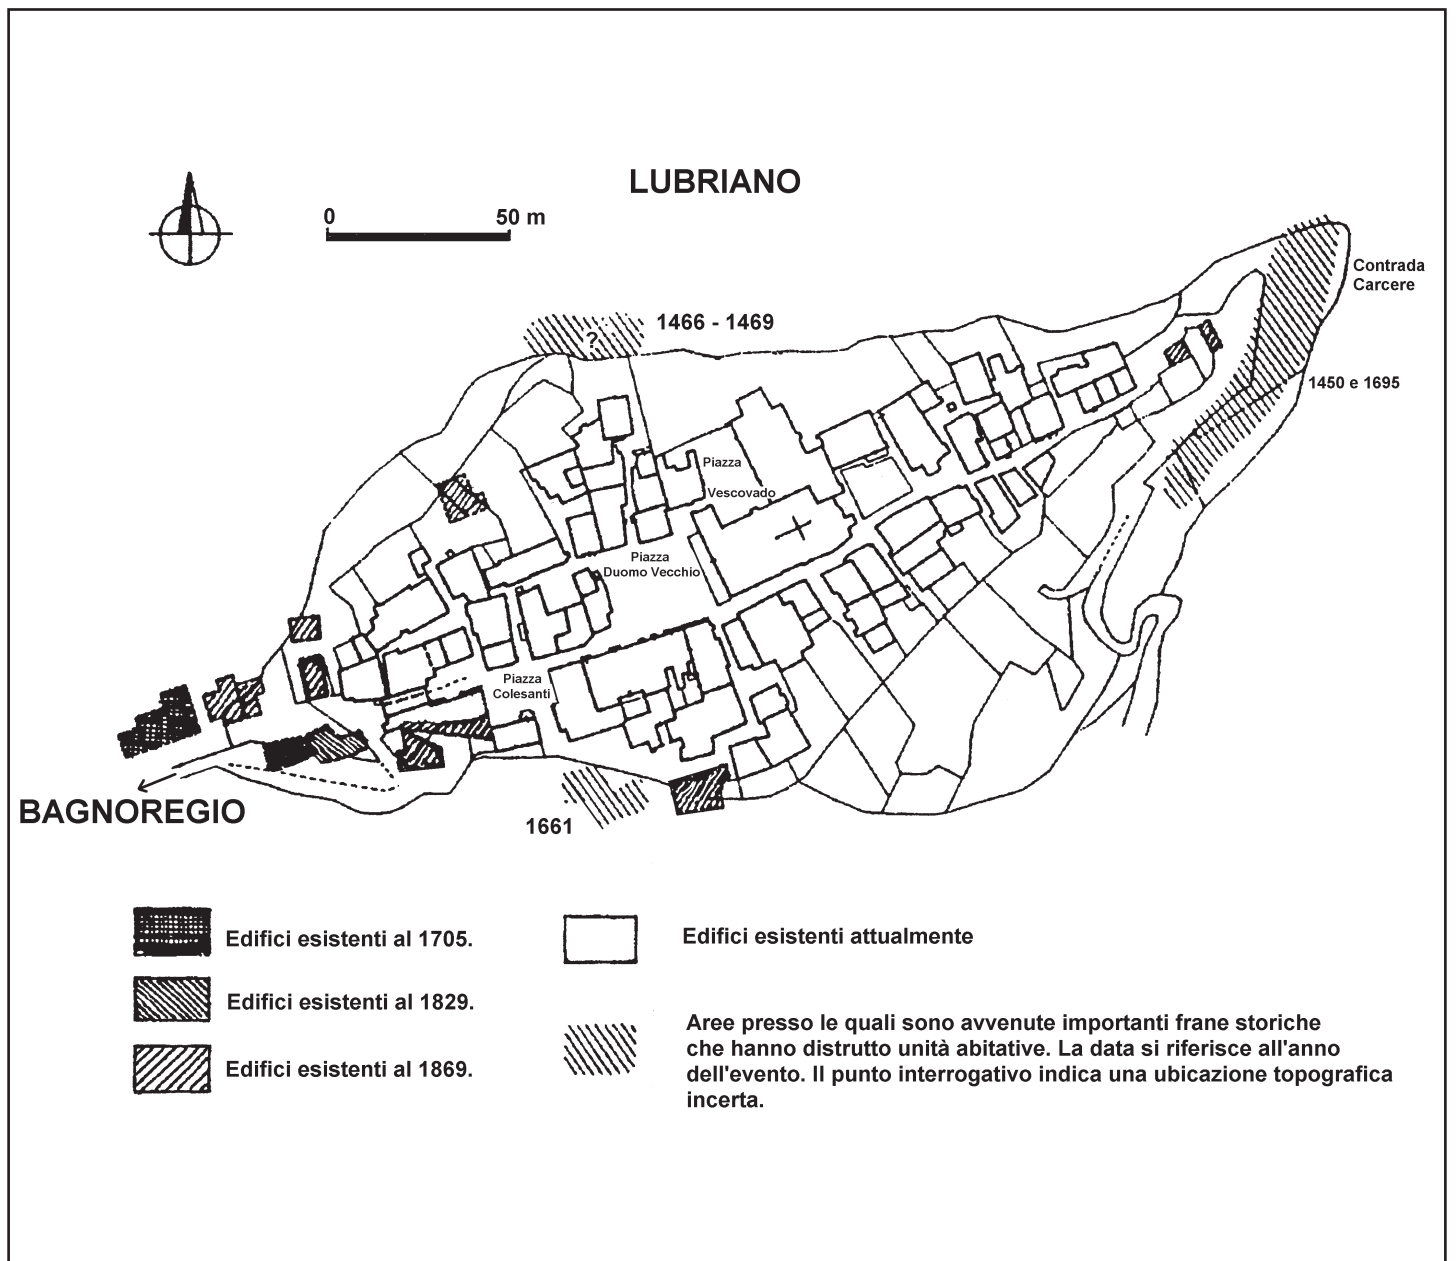 LUBRIANO
0
50 m
Contrada
Carcere
1466 - 1469
?
1450 e 1695
Piazza
Vescovado
Piazza
Duomo Vecchio
Piazza
Colesanti
BAGNOREGIO
1661
Edifici esistenti al 1705.
Edifici esistenti attualmente
Edifici esistenti al 1829.
Edifici esistenti al 1869.
Aree presso le quali sono avvenute importanti frane storiche
che hanno distrutto unità abitative. La data si riferisce all'anno
dell'evento. Il punto interrogativo indica una ubicazione topografica
incerta.